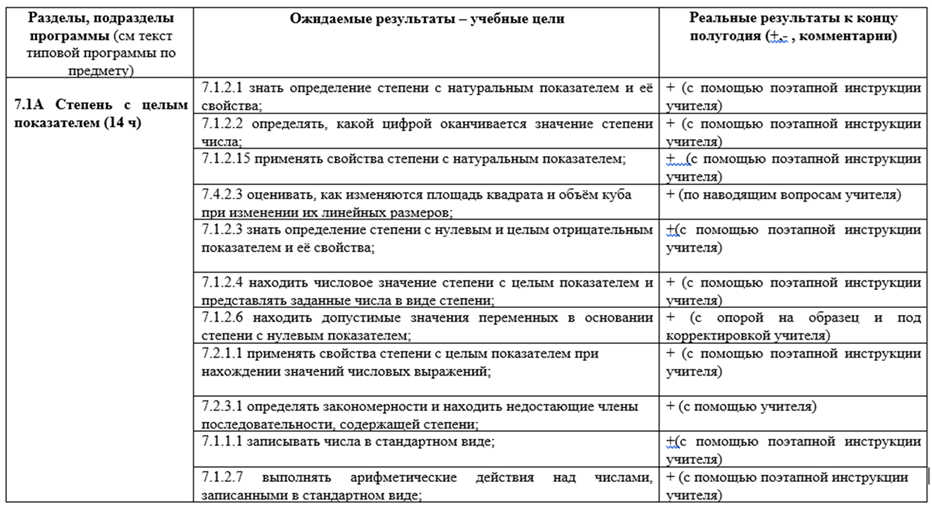 Разделы, подразделы
программы (см текст
типовой программы по
предмету)
Ожидаемые результаты – учебные цели
Реальные результаты к концу
полугодия (+,- , комментарии)
7.1А Степень с целым
показателем (14 ч)
7.1.2.1 знать определение степени с натуральным показателем и её
свойства;
+ (с помощью поэтапной инструкции
учителя)
7.1.2.2 определять, какой цифрой оканчивается значение степени
числа;
+ (с помощью поэтапной инструкции
учителя)
7.1.2.15 применять свойства степени с натуральным показателем;
+ (с помощью поэтапной инструкции
учителя)
7.4.2.3 оценивать, как изменяются площадь квадрата и объём куба
при изменении их линейных размеров;
+ (по наводящим вопросам учителя)
7.1.2.3 знать определение степени с нулевым и целым отрицательным
показателем и её свойства;
+(с помощью поэтапной инструкции
учителя)
7.1.2.4 находить числовое значение степени с целым показателем и
представлять заданные числа в виде степени;
+ (с помощью поэтапной инструкции
учителя)
7.1.2.6 находить допустимые значения переменных в основании
степени с нулевым показателем;
+ (с опорой на образец и под
корректировкой учителя)
7.2.1.1 применять свойства степени с целым показателем при
нахождении значений числовых выражений;
+ (с помощью поэтапной инструкции
учителя)
7.2.3.1 определять закономерности и находить недостающие члены
последовательности, содержащей степени;
+ (с помощью учителя)
7.1.1.1 записывать числа в стандартном виде;
+(с помощью поэтапной инструкции
учителя)
7.1.2.7 выполнять арифметические действия над числами,
записанными в стандартном виде;
+ (с помощью поэтапной инструкции
учителя)